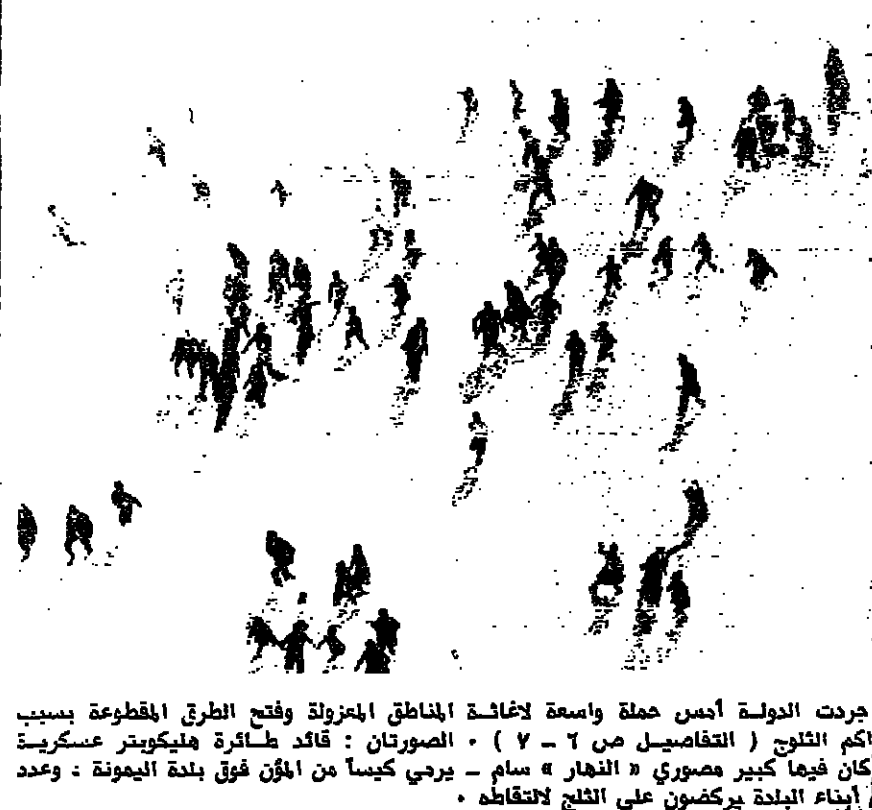 جردت الدولة أمس حملة واسعة لاغاثة المناطق المعزولة وفتح الطرق المقطوعة بسبب
اكم الثلوج ( التفاصيل ص ٦ - ٧ ) . الصورتان : قائد طائرة هليكوبتر عسكرية
كان فيها كبير مصوري « النهار » سام - يرمي كيساً من المؤن فوق بلدة اليمونة : وعدد
أبناء البلدة يركضون على الثلج لالتقاطه .